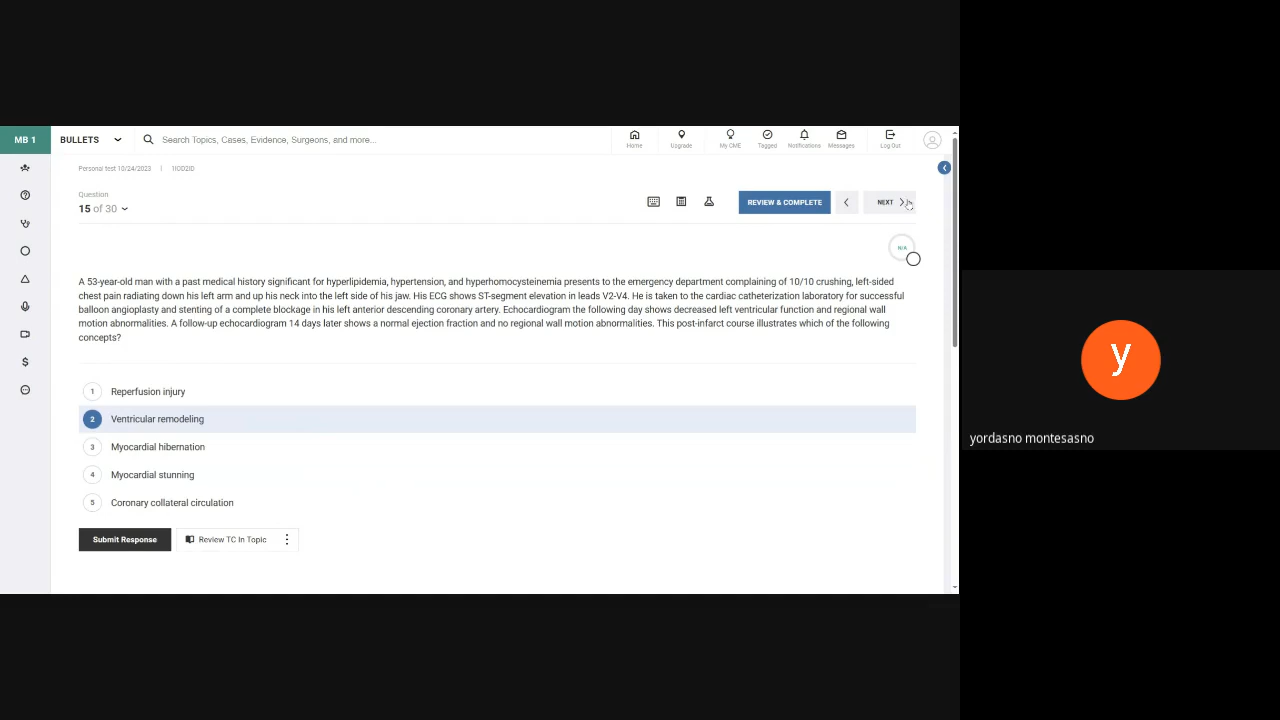 MB 1
BULLETS
Search Topics, Cases, Evidence, Surgeons, and more...
Home
Upgrade
My CME
Tagged
Notifications
Messages
Log Out
Personal test 10/24/2023 | 1IOD2ID
Question
15 of 30
REVIEW & COMPLETE
NEXT
N/A
A 53-year-old man with a past medical history significant for hyperlipidemia, hypertension, and hyperhomocysteinemia presents to the emergency department complaining of 10/10 crushing, left-sided
chest pain radiating down his left arm and up his neck into the left side of his jaw. His ECG shows ST-segment elevation in leads V2-V4. He is taken to the cardiac catheterization laboratory for successful
balloon angioplasty and stenting of a complete blockage in his left anterior descending coronary artery. Echocardiogram the following day shows decreased left ventricular function and regional wall
motion abnormalities. A follow-up echocardiogram 14 days later shows a normal ejection fraction and no regional wall motion abnormalities. This post-infarct course illustrates which of the following
concepts?
1 Reperfusion injury
2 Ventricular remodeling
3 Myocardial hibernation
4 Myocardial stunning
5 Coronary collateral circulation
Submit Response
Review TC In Topic
y
yordasno montesasno